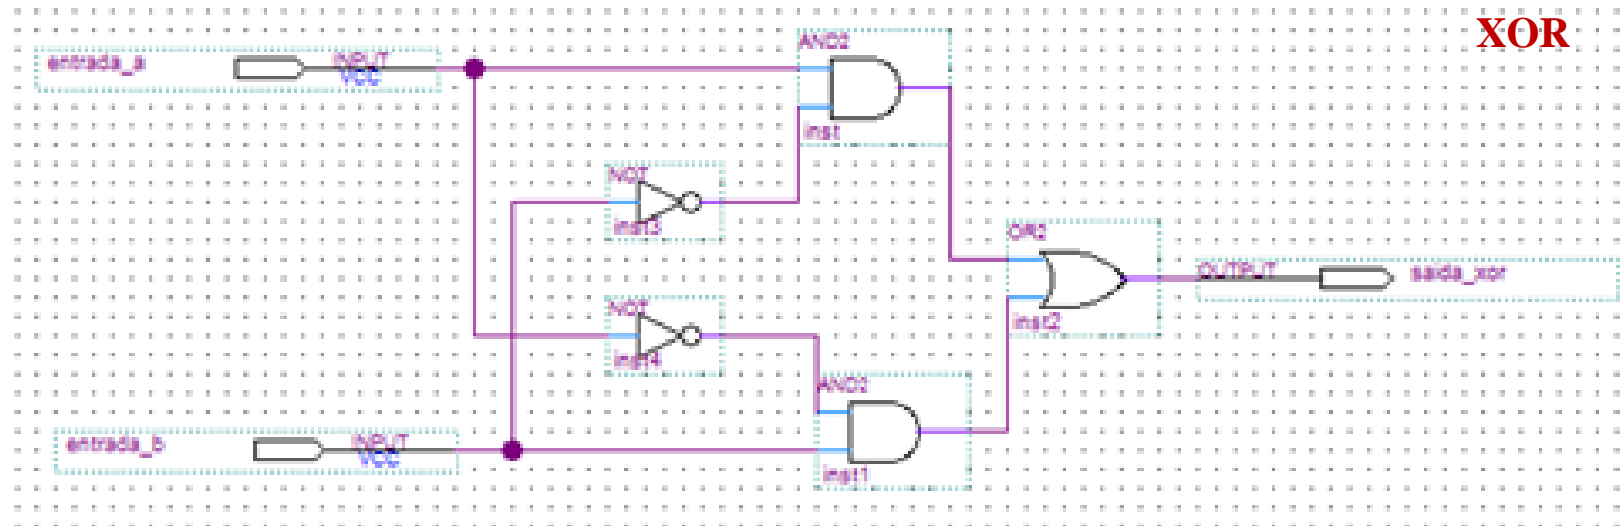 XOR
AND2
entrada_a
INPUT
VCC
inst
NOT
inst3
OR2
OUTPUT
saida_xor
NOT
inst2
inst4
AND2
entrada_b
INPUT
VCC
inst1